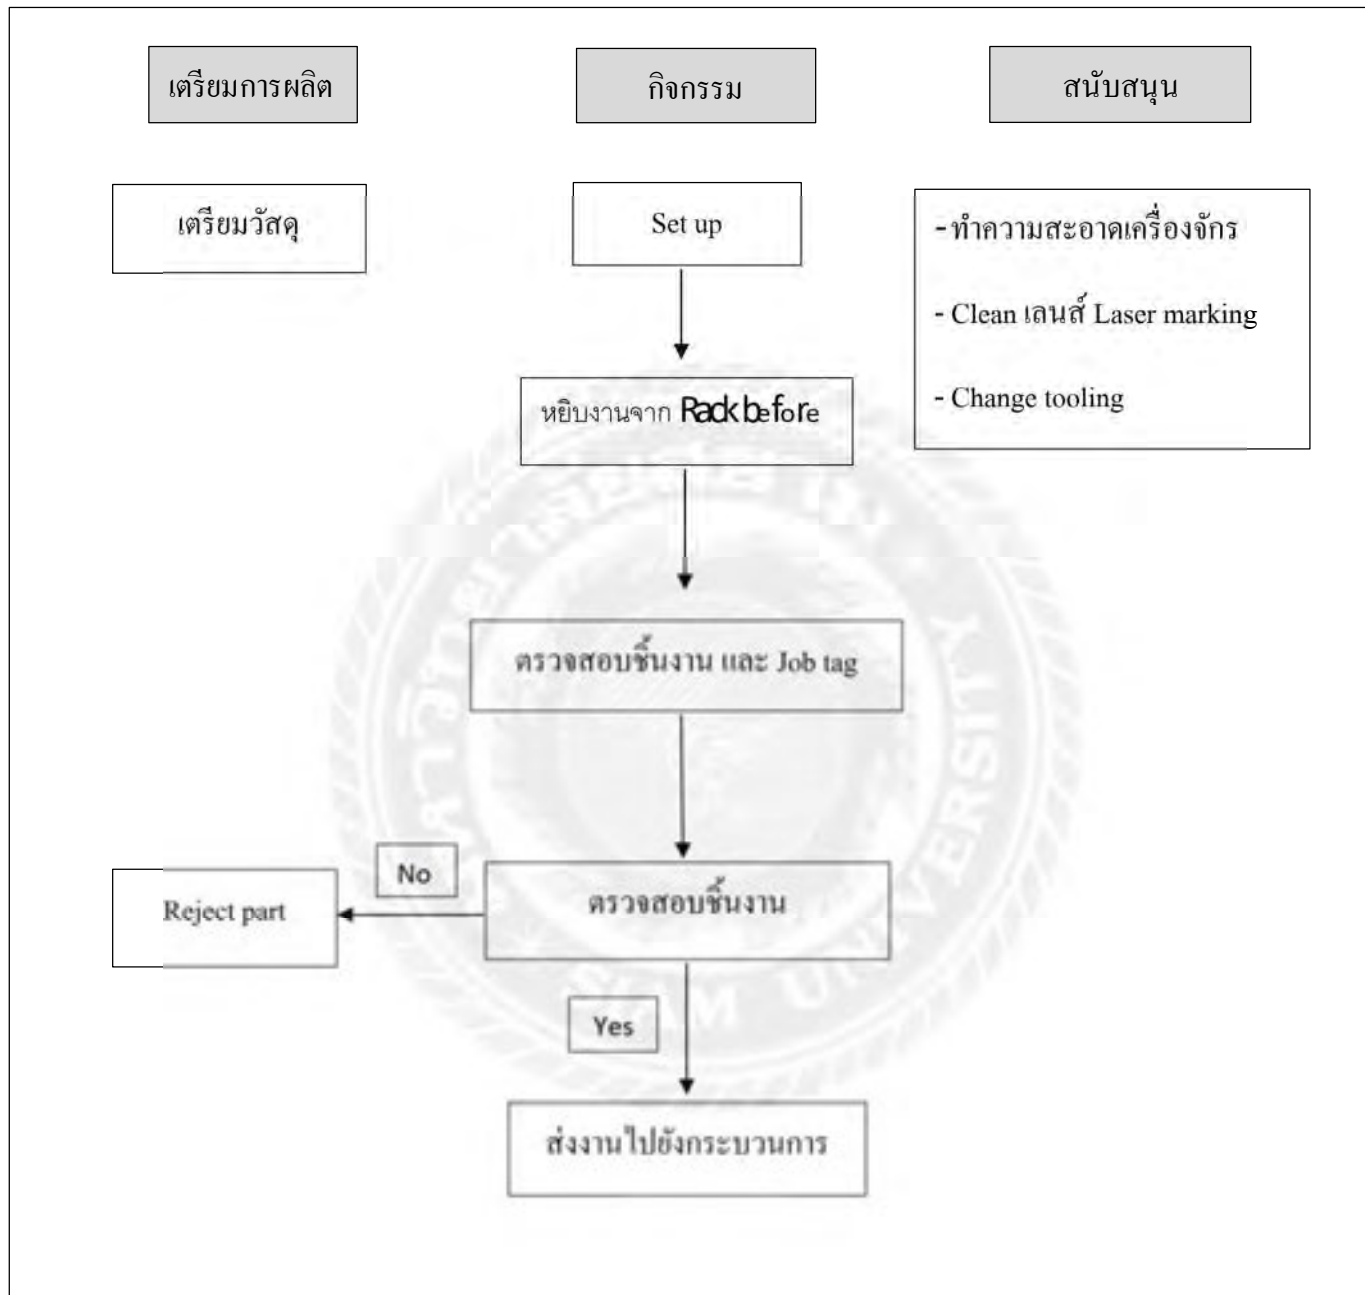 เตรียมการผลิต
กิจกรรม
สนับสนุน
เตรียมวัสดุ
Set up
- ทำความสะอาดเครื่องจักร
- Clean เลนส์ Laser marking
- Change tooling
หยิบงานจาก Rack before
ตรวจสอบชิ้นงาน และ Job tag
No
Reject part
ตรวจสอบชิ้นงาน
Yes
ส่งงานไปยังกระบวนการ
UNIVERSITY